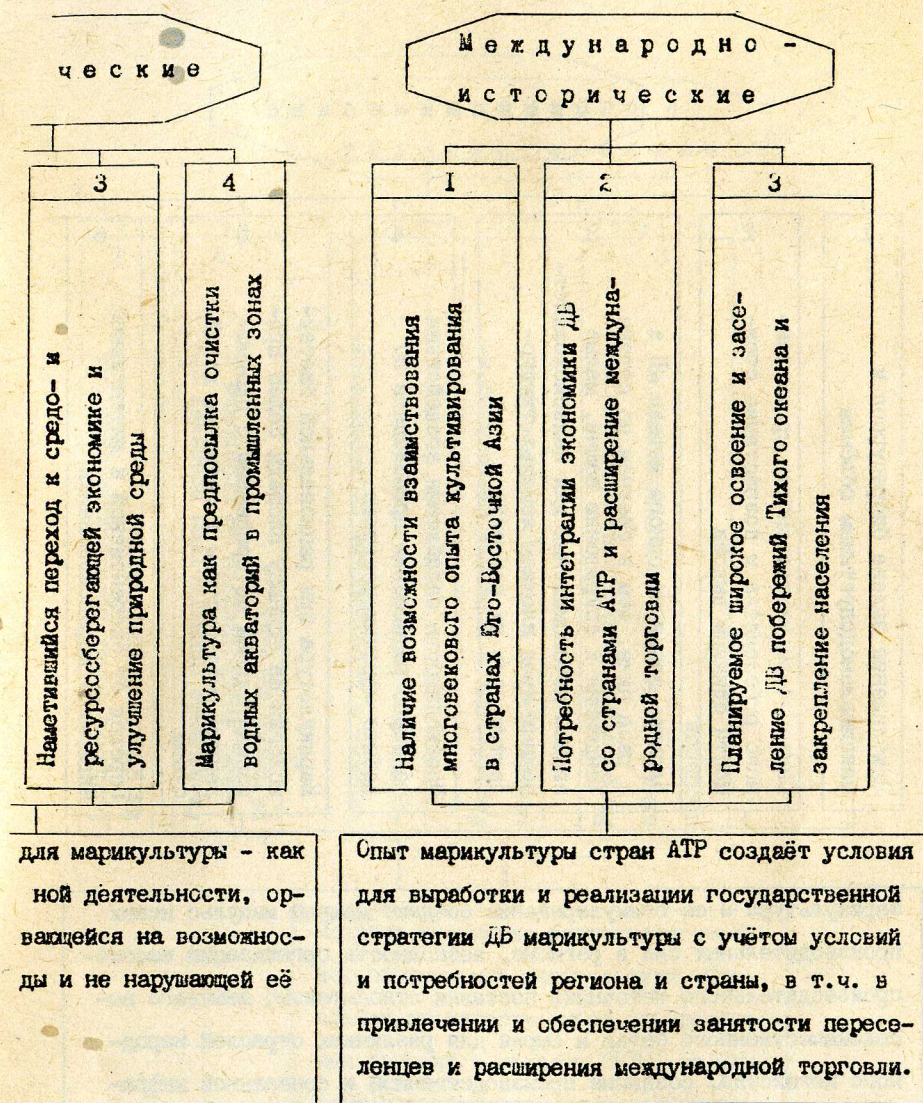 ческие
3
Наметившийся переход к средо- и
ресурсосберегающей экономике и
улучшение природной среды
4
Марикультура как предпосылка очистки
водных акваторий в промышленных зонах
для марикультуры - как
ной деятельности, ор-
вающейся на возможнос-
ды и не нарушающей её
Международно -
исторические
I
Наличие возможности взаимствования
многовекового опыта культивирования
в странах Юго-Восточной Азии
2
Потребность интеграции экономики ДВ
со странами АТР и расширение междуна-
родной торговли
3
Планируемое широкое освоение и засе-
ление ДВ побережий Тихого океана и
закрепление населения
Опыт марикультуры стран АТР создаёт условия
для выработки и реализации государственной
стратегии ДВ марикультуры с учётом условий
и потребностей региона и страны, в т.ч. в
привлечении и обеспечении занятости пересе-
ленцев и расширения международной торговли.